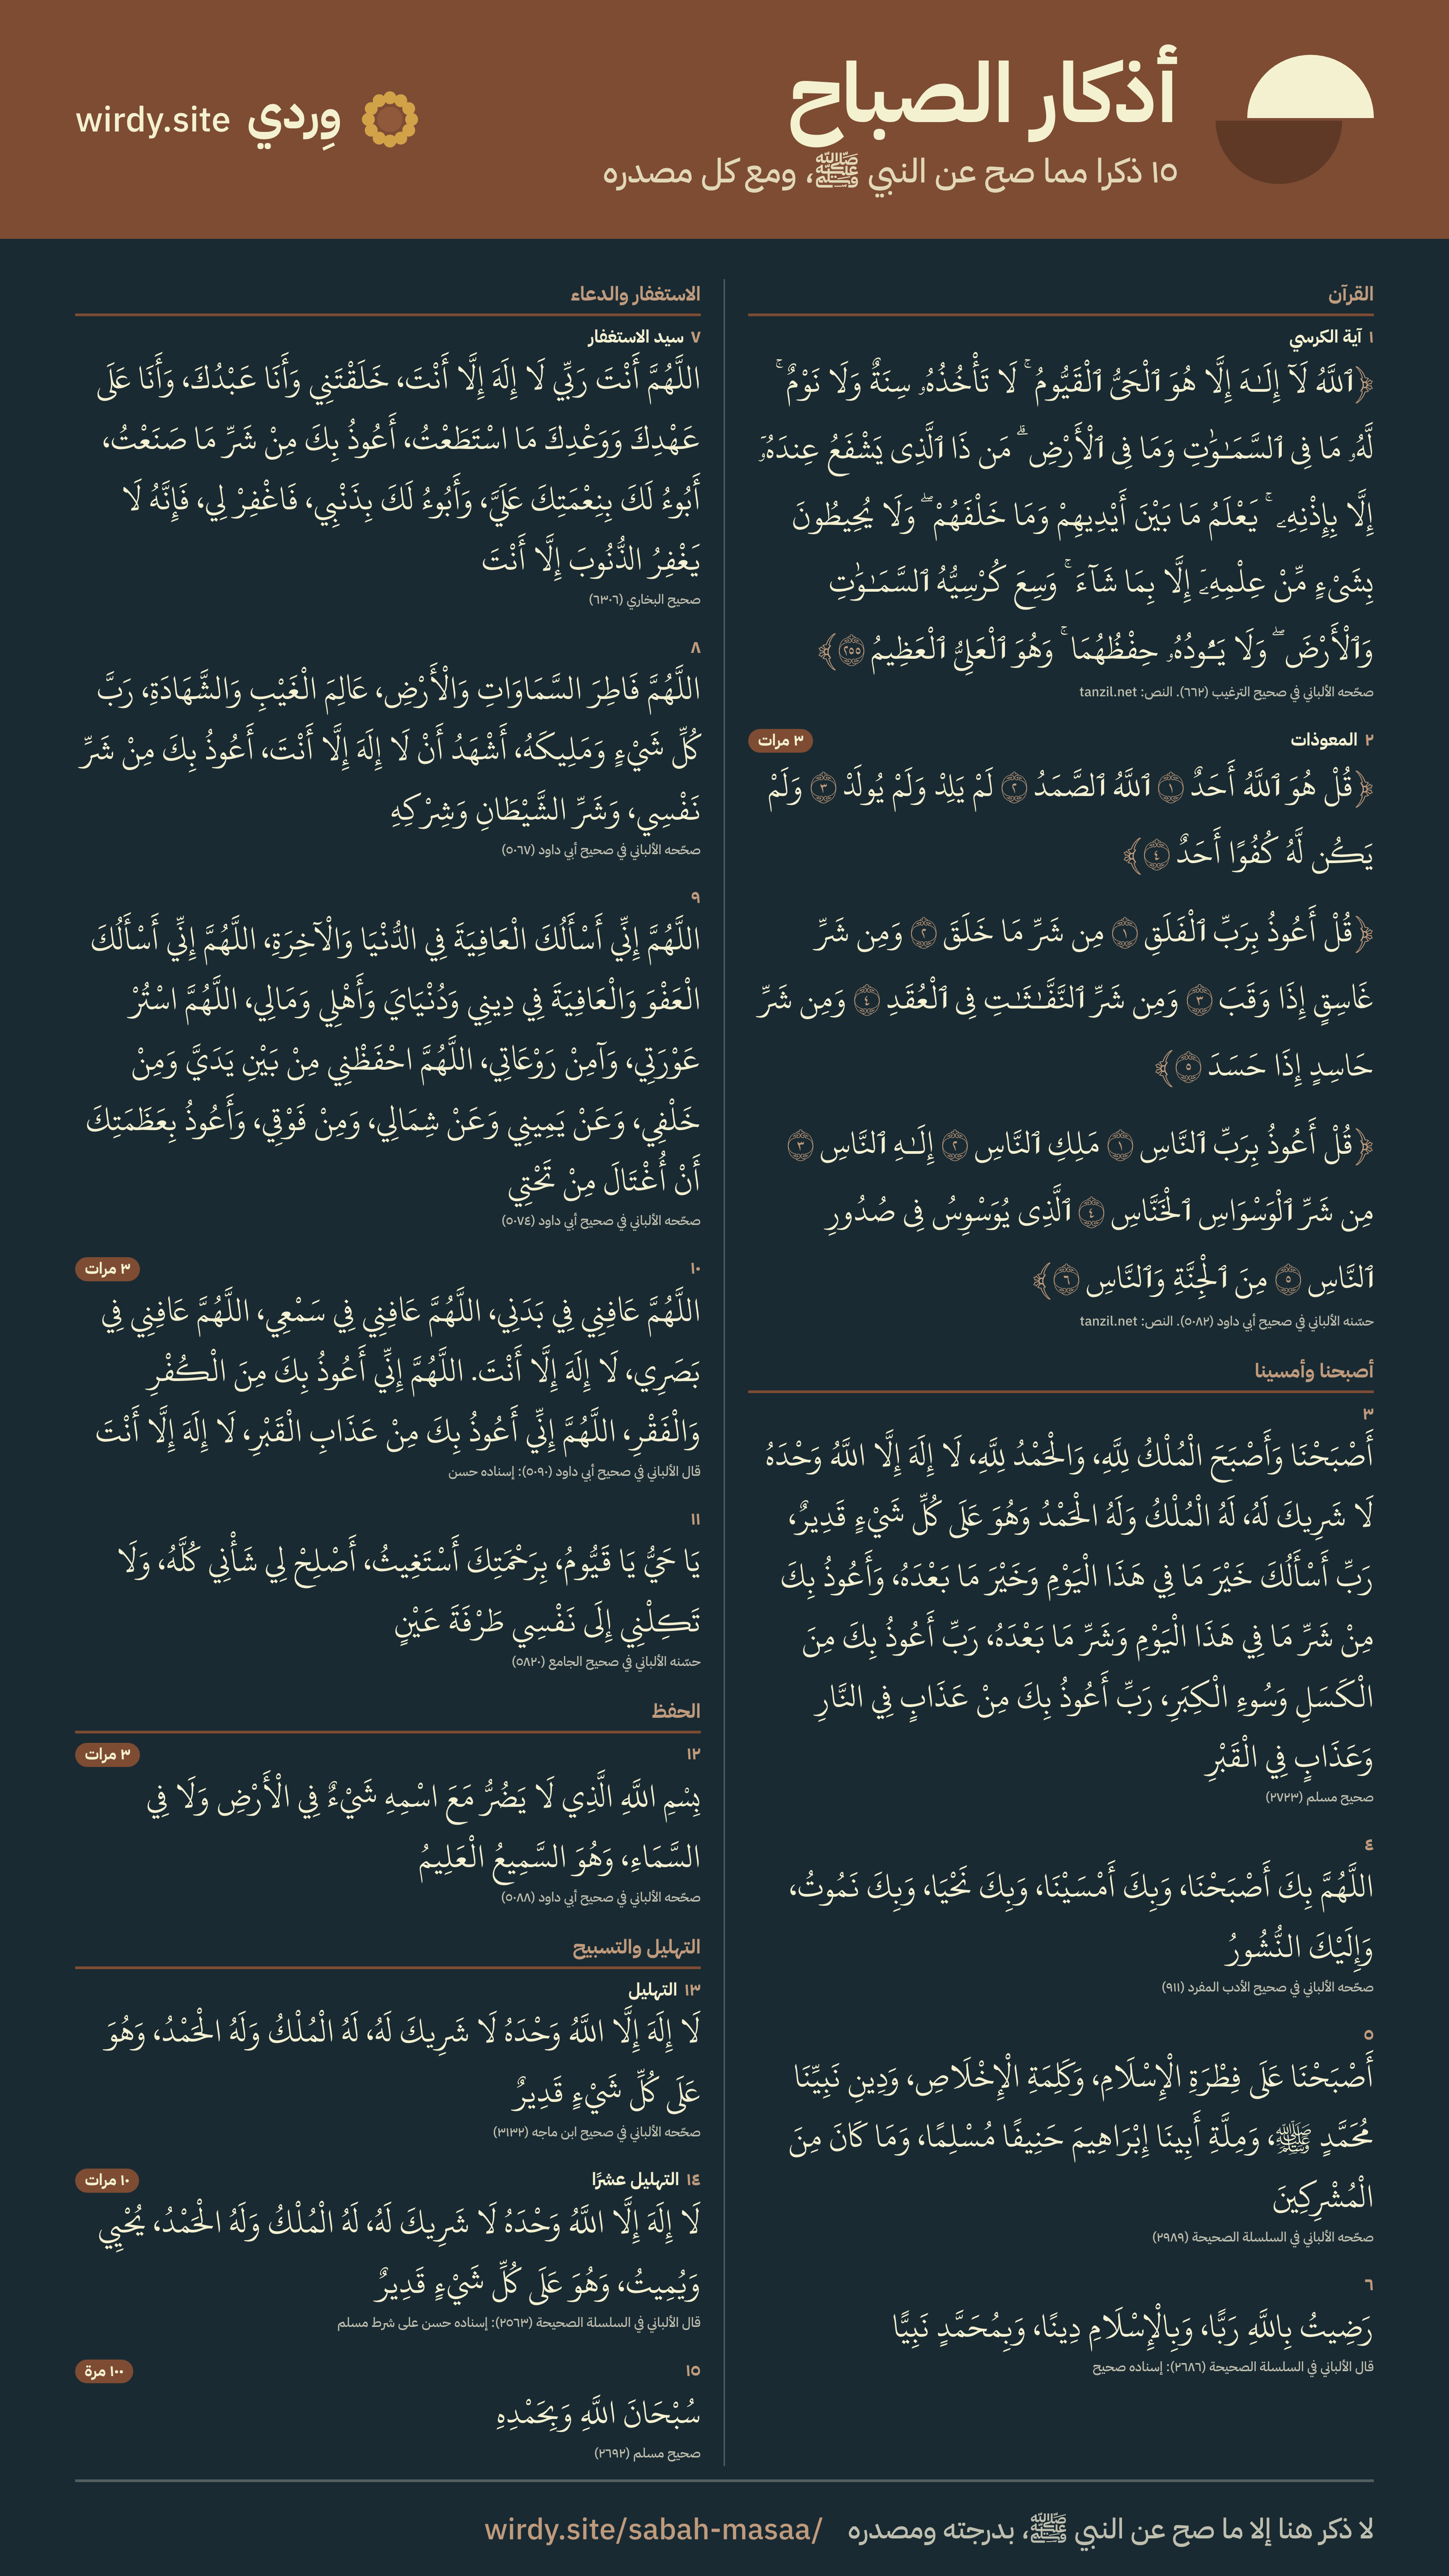 أذكار الصباح
١٥ ذكرا مما صح عن النبي ﷺ، ومع كل مصدره
وِردي wirdy.site
القرآن
١ آية الكرسي
﴿ٱللَّهُ لَآ إِلَـٰهَ إِلَّا هُوَ ٱلْحَىُّ ٱلْقَيُّومُ ۚ لَا تَأْخُذُهُۥ سِنَةٌ وَلَا نَوْمٌ ۚ
لَّهُۥ مَا فِى ٱلسَّمَـٰوَٰتِ وَمَا فِى ٱلْأَرْضِ ۗ مَن ذَا ٱلَّذِى يَشْفَعُ عِندَهُۥٓ
إِلَّا بِإِذْنِهِۦ ۚ يَعْلَمُ مَا بَيْنَ أَيْدِيهِمْ وَمَا خَلْفَهُمْ ۖ وَلَا يُحِيطُونَ
بِشَىْءٍ مِّنْ عِلْمِهِۦٓ إِلَّا بِمَا شَآءَ ۚ وَسِعَ كُرْسِيُّهُ ٱلسَّمَـٰوَٰتِ
وَٱلْأَرْضَ ۖ وَلَا يَـُٔودُهُۥ حِفْظُهُمَا ۚ وَهُوَ ٱلْعَلِىُّ ٱلْعَظِيمُ ٢٥٥﴾
صحّحه الألباني في صحيح الترغيب (٦٦٢). النص: tanzil.net
٢ المعوذات ٣ مرات
﴿قُلْ هُوَ ٱللَّهُ أَحَدٌ ١ ٱللَّهُ ٱلصَّمَدُ ٢ لَمْ يَلِدْ وَلَمْ يُولَدْ ٣ وَلَمْ
يَكُن لَّهُ كُفُوًا أَحَدٌ ٤﴾
﴿قُلْ أَعُوذُ بِرَبِّ ٱلْفَلَقِ ١ مِن شَرِّ مَا خَلَقَ ٢ وَمِن شَرِّ
غَاسِقٍ إِذَا وَقَبَ ٣ وَمِن شَرِّ ٱلنَّفَّـٰثَـٰتِ فِى ٱلْعُقَدِ ٤ وَمِن شَرِّ
حَاسِدٍ إِذَا حَسَدَ ٥﴾
﴿قُلْ أَعُوذُ بِرَبِّ ٱلنَّاسِ ١ مَلِكِ ٱلنَّاسِ ٢ إِلَـٰهِ ٱلنَّاسِ ٣
مِن شَرِّ ٱلْوَسْوَاسِ ٱلْخَنَّاسِ ٤ ٱلَّذِى يُوَسْوِسُ فِى صُدُورِ
ٱلنَّاسِ ٥ مِنَ ٱلْجِنَّةِ وَٱلنَّاسِ ٦﴾
حسّنه الألباني في صحيح أبي داود (٥٠٨٢). النص: tanzil.net
أصبحنا وأمسينا
٣
أَصْبَحْنَا وَأَصْبَحَ الْمُلْكُ لِلَّهِ، وَالْحَمْدُ لِلَّهِ، لَا إِلَهَ إِلَّا اللَّهُ وَحْدَهُ
لَا شَرِيكَ لَهُ، لَهُ الْمُلْكُ وَلَهُ الْحَمْدُ وَهُوَ عَلَى كُلِّ شَيْءٍ قَدِيرٌ،
رَبِّ أَسْأَلُكَ خَيْرَ مَا فِي هَذَا الْيَوْمِ وَخَيْرَ مَا بَعْدَهُ، وَأَعُوذُ بِكَ
مِنْ شَرِّ مَا فِي هَذَا الْيَوْمِ وَشَرِّ مَا بَعْدَهُ، رَبِّ أَعُوذُ بِكَ مِنَ
الْكَسَلِ وَسُوءِ الْكِبَرِ، رَبِّ أَعُوذُ بِكَ مِنْ عَذَابٍ فِي النَّارِ
وَعَذَابٍ فِي الْقَبْرِ
صحيح مسلم (٢٧٢٣)
٤
اللَّهُمَّ بِكَ أَصْبَحْنَا، وَبِكَ أَمْسَيْنَا، وَبِكَ نَحْيَا، وَبِكَ نَمُوتُ،
وَإِلَيْكَ النُّشُورُ
صحّحه الألباني في صحيح الأدب المفرد (٩١١)
٥
أَصْبَحْنَا عَلَى فِطْرَةِ الْإِسْلَامِ، وَكَلِمَةِ الْإِخْلَاصِ، وَدِينِ نَبِيِّنَا
مُحَمَّدٍ ﷺ، وَمِلَّةِ أَبِينَا إِبْرَاهِيمَ حَنِيفًا مُسْلِمًا، وَمَا كَانَ مِنَ
الْمُشْرِكِينَ
صحّحه الألباني في السلسلة الصحيحة (٢٩٨٩)
٦
رَضِيتُ بِاللَّهِ رَبًّا، وَبِالْإِسْلَامِ دِينًا، وَبِمُحَمَّدٍ نَبِيًّا
قال الألباني في السلسلة الصحيحة (٢٦٨٦): إسناده صحيح
الاستغفار والدعاء
٧ سيد الاستغفار
اللَّهُمَّ أَنْتَ رَبِّي لَا إِلَهَ إِلَّا أَنْتَ، خَلَقْتَنِي وَأَنَا عَبْدُكَ، وَأَنَا عَلَى
عَهْدِكَ وَوَعْدِكَ مَا اسْتَطَعْتُ، أَعُوذُ بِكَ مِنْ شَرِّ مَا صَنَعْتُ،
أَبُوءُ لَكَ بِنِعْمَتِكَ عَلَيَّ، وَأَبُوءُ لَكَ بِذَنْبِي، فَاغْفِرْ لِي، فَإِنَّهُ لَا
يَغْفِرُ الذُّنُوبَ إِلَّا أَنْتَ
صحيح البخاري (٦٣٠٦)
٨
اللَّهُمَّ فَاطِرَ السَّمَاوَاتِ وَالْأَرْضِ، عَالِمَ الْغَيْبِ وَالشَّهَادَةِ، رَبَّ
كُلِّ شَيْءٍ وَمَلِيكَهُ، أَشْهَدُ أَنْ لَا إِلَهَ إِلَّا أَنْتَ، أَعُوذُ بِكَ مِنْ شَرِّ
نَفْسِي، وَشَرِّ الشَّيْطَانِ وَشِرْكِهِ
صحّحه الألباني في صحيح أبي داود (٥٠٦٧)
٩
اللَّهُمَّ إِنِّي أَسْأَلُكَ الْعَافِيَةَ فِي الدُّنْيَا وَالْآخِرَةِ، اللَّهُمَّ إِنِّي أَسْأَلُكَ
الْعَفْوَ وَالْعَافِيَةَ فِي دِينِي وَدُنْيَايَ وَأَهْلِي وَمَالِي، اللَّهُمَّ اسْتُرْ
عَوْرَتِي، وَآمِنْ رَوْعَاتِي، اللَّهُمَّ احْفَظْنِي مِنْ بَيْنِ يَدَيَّ وَمِنْ
خَلْفِي، وَعَنْ يَمِينِي وَعَنْ شِمَالِي، وَمِنْ فَوْقِي، وَأَعُوذُ بِعَظَمَتِكَ
أَنْ أُغْتَالَ مِنْ تَحْتِي
صحّحه الألباني في صحيح أبي داود (٥٠٧٤)
١٠ ٣ مرات
اللَّهُمَّ عَافِنِي فِي بَدَنِي، اللَّهُمَّ عَافِنِي فِي سَمْعِي، اللَّهُمَّ عَافِنِي فِي
بَصَرِي، لَا إِلَهَ إِلَّا أَنْتَ. اللَّهُمَّ إِنِّي أَعُوذُ بِكَ مِنَ الْكُفْرِ
وَالْفَقْرِ، اللَّهُمَّ إِنِّي أَعُوذُ بِكَ مِنْ عَذَابِ الْقَبْرِ، لَا إِلَهَ إِلَّا أَنْتَ
قال الألباني في صحيح أبي داود (٥٠٩٠): إسناده حسن
١١
يَا حَيُّ يَا قَيُّومُ، بِرَحْمَتِكَ أَسْتَغِيثُ، أَصْلِحْ لِي شَأْنِي كُلَّهُ، وَلَا
تَكِلْنِي إِلَى نَفْسِي طَرْفَةَ عَيْنٍ
حسّنه الألباني في صحيح الجامع (٥٨٢٠)
الحفظ
١٢ ٣ مرات
بِسْمِ اللَّهِ الَّذِي لَا يَضُرُّ مَعَ اسْمِهِ شَيْءٌ فِي الْأَرْضِ وَلَا فِي
السَّمَاءِ، وَهُوَ السَّمِيعُ الْعَلِيمُ
صحّحه الألباني في صحيح أبي داود (٥٠٨٨)
التهليل والتسبيح
١٣ التهليل
لَا إِلَهَ إِلَّا اللَّهُ وَحْدَهُ لَا شَرِيكَ لَهُ، لَهُ الْمُلْكُ وَلَهُ الْحَمْدُ، وَهُوَ
عَلَى كُلِّ شَيْءٍ قَدِيرٌ
صحّحه الألباني في صحيح ابن ماجه (٣١٣٢)
١٤ التهليل عشرًا ١٠ مرات
لَا إِلَهَ إِلَّا اللَّهُ وَحْدَهُ لَا شَرِيكَ لَهُ، لَهُ الْمُلْكُ وَلَهُ الْحَمْدُ، يُحْيِي
وَيُمِيتُ، وَهُوَ عَلَى كُلِّ شَيْءٍ قَدِيرٌ
قال الألباني في السلسلة الصحيحة (٢٥٦٣): إسناده حسن على شرط مسلم
١٥ ١٠٠ مرة
سُبْحَانَ اللَّهِ وَبِحَمْدِهِ
صحيح مسلم (٢٦٩٢)
لا ذكر هنا إلا ما صح عن النبي ﷺ، بدرجته ومصدره wirdy.site/sabah-masaa/